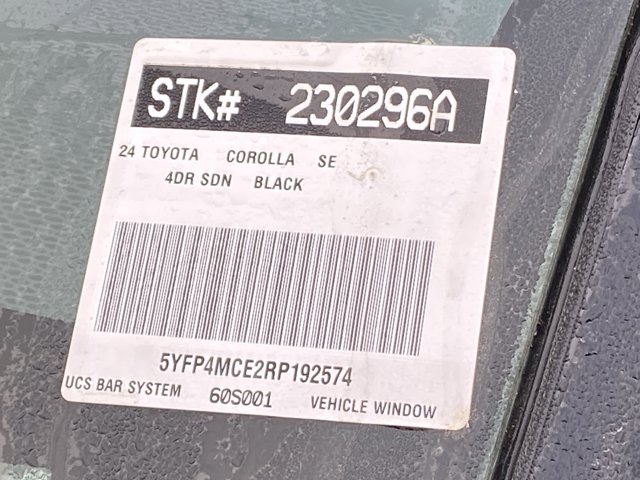 STK# 230296A
24 TOYOTA COROLLA SE
4DR SDN BLACK
5YFP4MCE2RP192574
UCS BAR SYSTEM 60S001 VEHICLE WINDOW